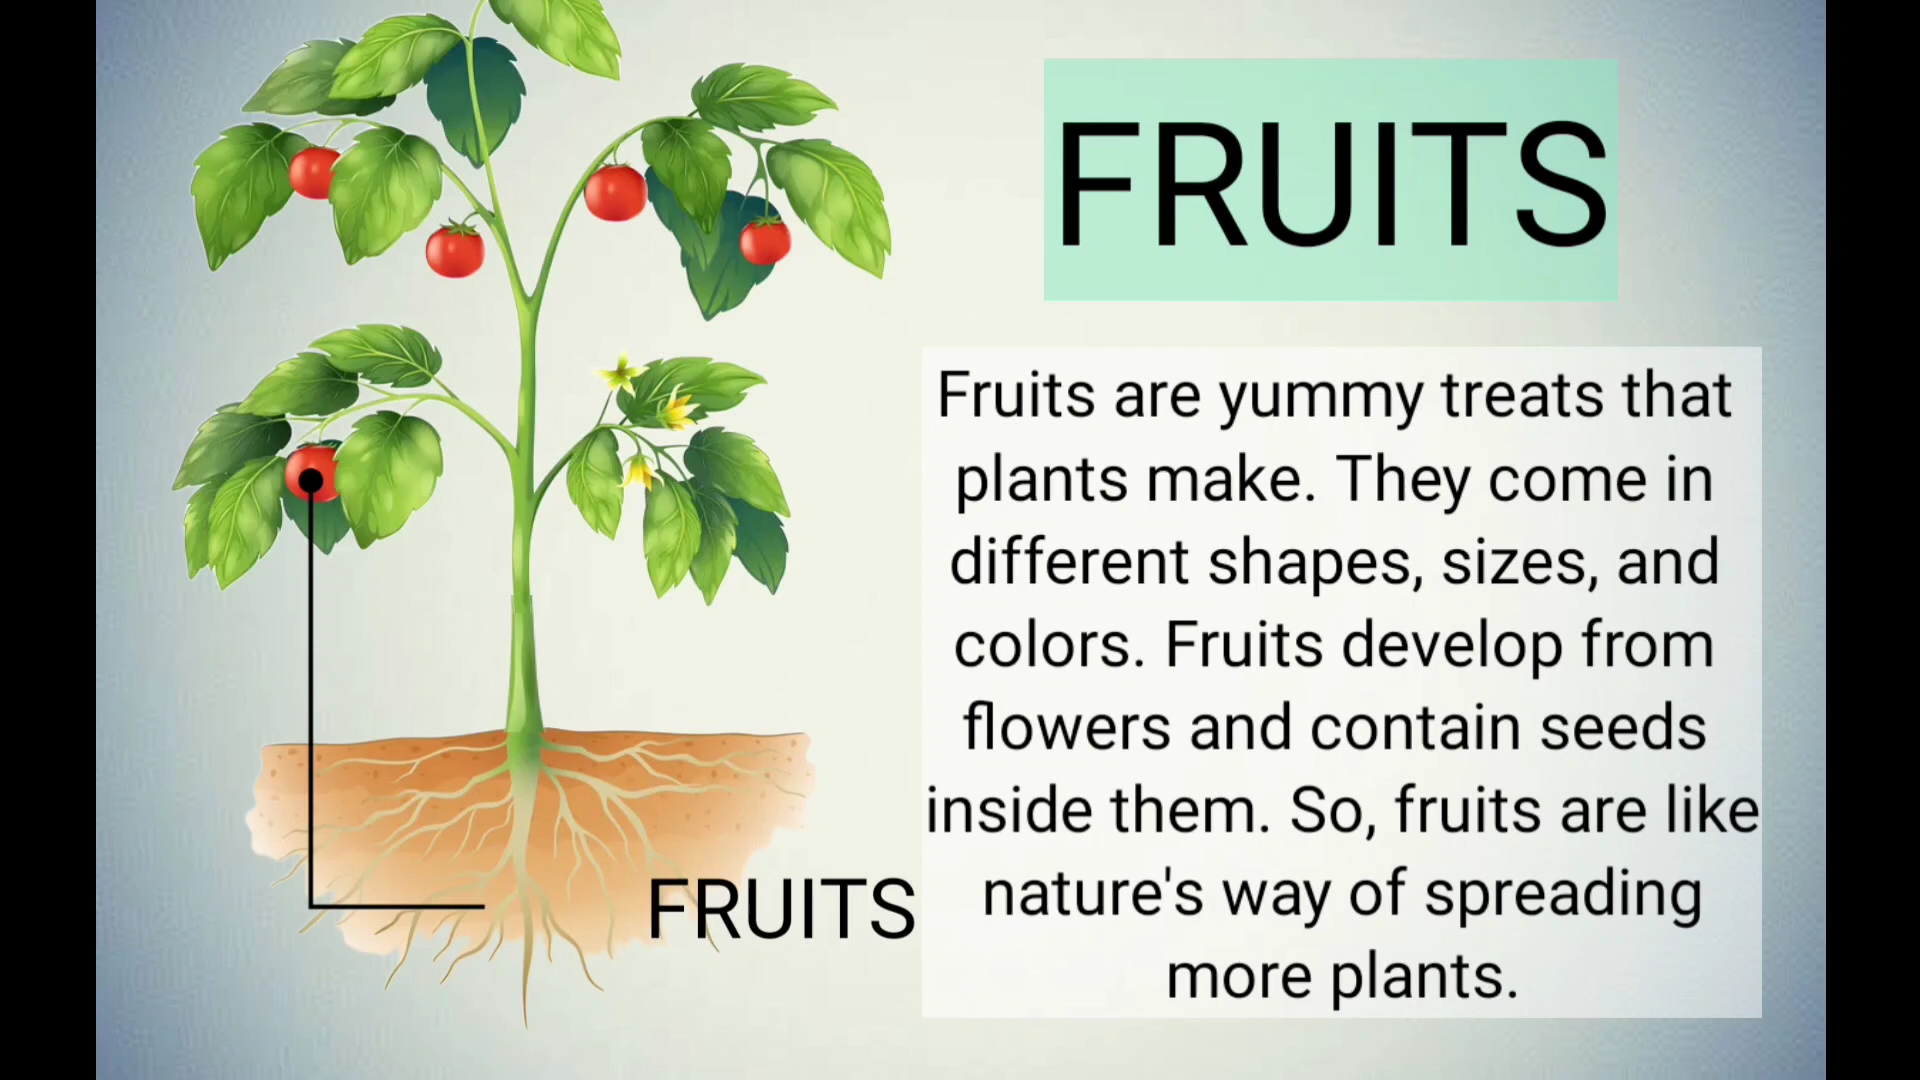 FRUITS
Fruits are yummy treats that
plants make. They come in
different shapes, sizes, and
colors. Fruits develop from
flowers and contain seeds
inside them. So, fruits are like
nature's way of spreading
more plants.
FRUITS